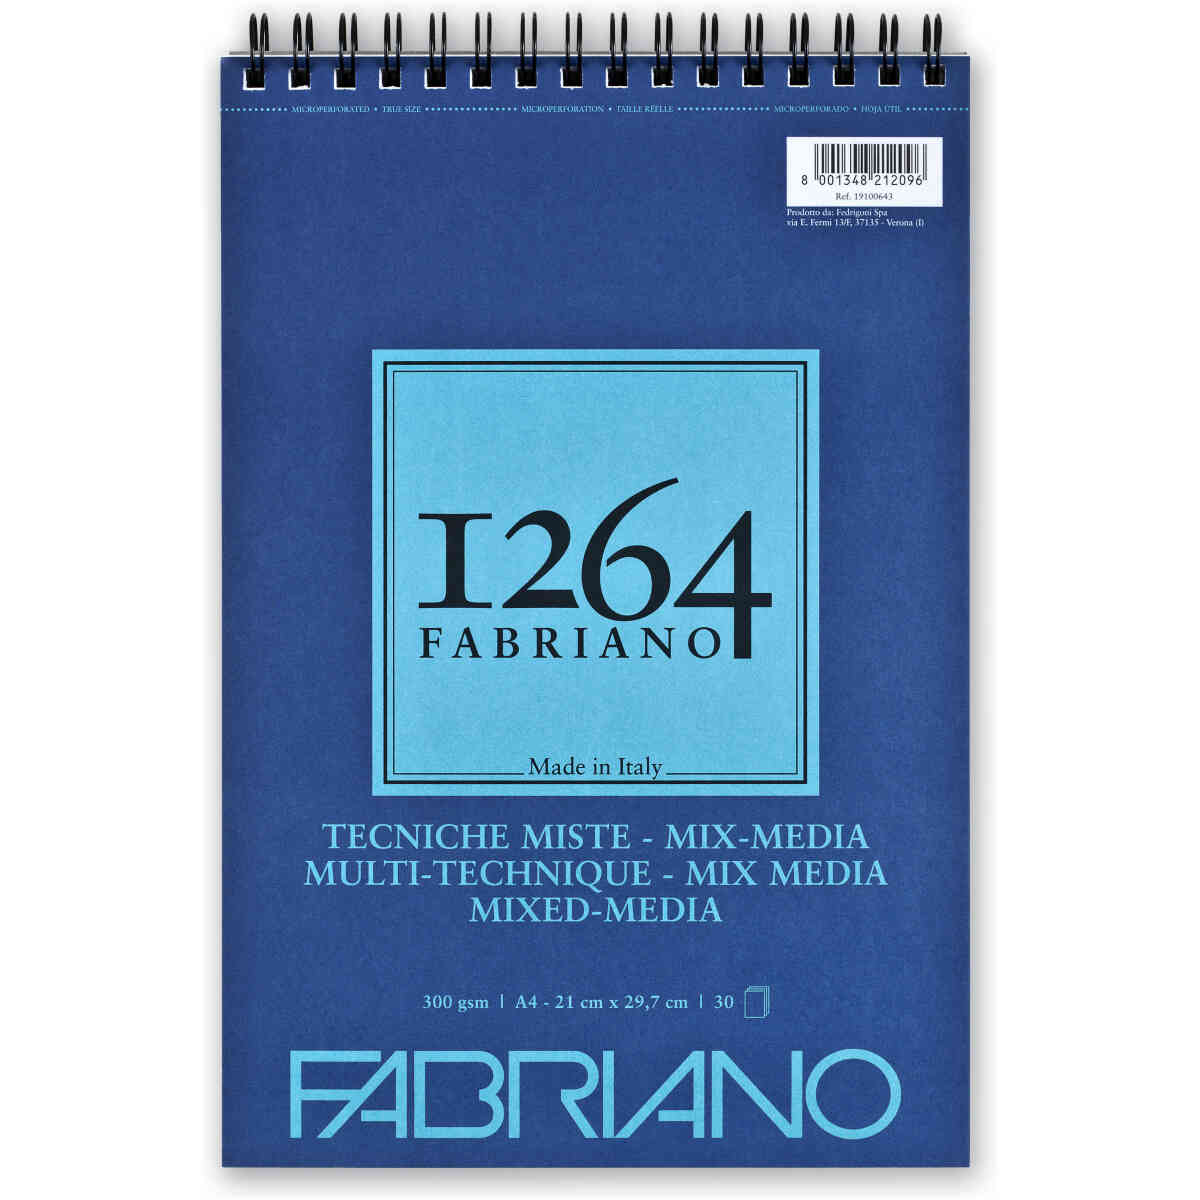 MICROPERFORATED • TRUE SIZE MICROPERFORATION • TAILLE RÉELLE MICROPERFORADO • HOJA ÚTIL
8 001348 212096
Ref. 19100643
Prodotto da: Fedrigoni Spa
via E. Fermi 13/F, 37135 - Verona (I)
1264
FABRIANO
Made in Italy
TECNICHE MISTE - MIX-MEDIA
MULTI-TECHNIQUE - MIX MEDIA
MIXED-MEDIA
300 gsm | A4 - 21 cm x 29,7 cm | 30
FABRIANO